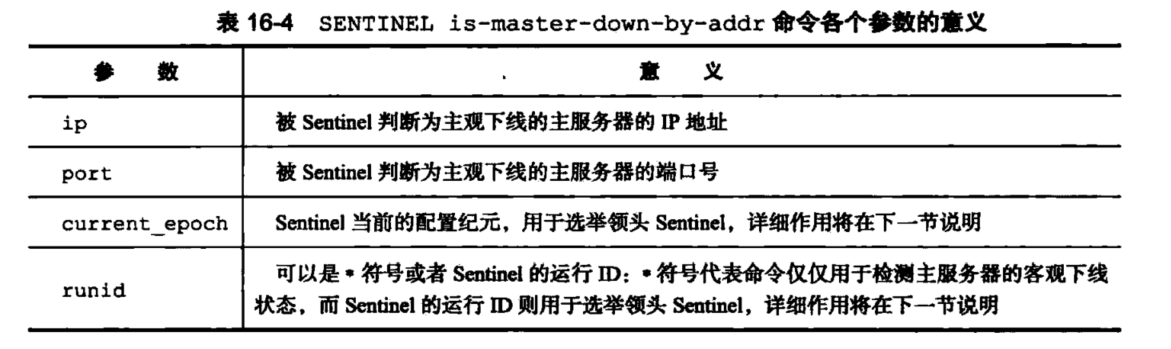 表 16-4 SENTINEL is-master-down-by-addr 命令各个参数的意义
参 数 意 义
ip 被 Sentinel 判断为主观下线的主服务器的 IP 地址
port 被 Sentinel 判断为主观下线的主服务器的端口号
current_epoch Sentinel 当前的配置纪元，用于选举领头 Sentinel，详细作用将在下一节说明
runid 可以是 * 符号或者 Sentinel 的运行 ID：* 符号代表命令仅仅用于检测主服务器的客观下线
状态，而 Sentinel 的运行 ID 则用于选举领头 Sentinel，详细作用将在下一节说明